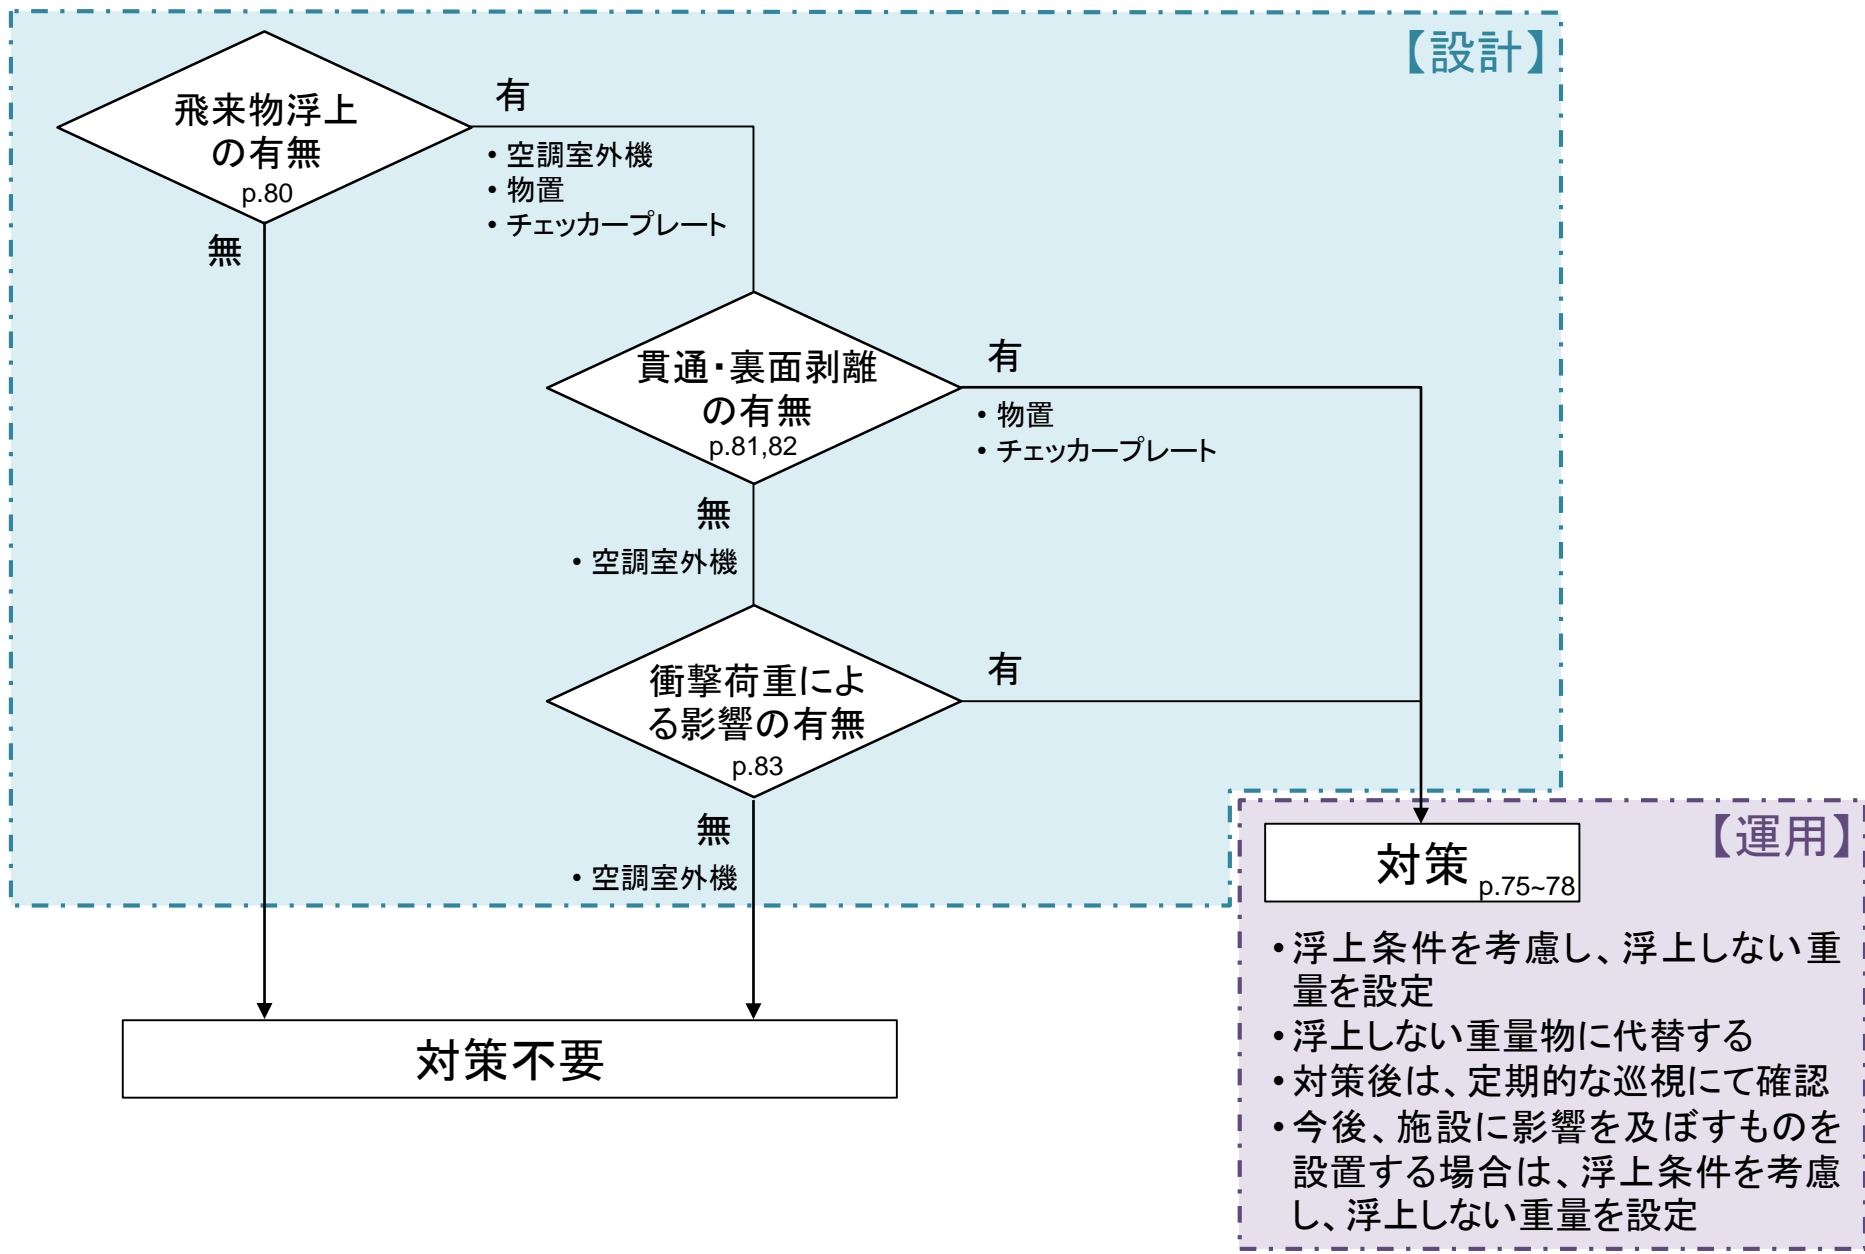 【設計】
飛来物浮上
の有無
p.80
有
• 空調室外機
• 物置
• チェッカープレート
無
貫通・裏面剥離
の有無
p.81,82
有
• 物置
• チェッカープレート
無
• 空調室外機
衝撃荷重によ
る影響の有無
p.83
有
無
• 空調室外機
対策不要
【運用】
対策 p.75~78
•浮上条件を考慮し、浮上しない重
量を設定
•浮上しない重量物に代替する
•対策後は、定期的な巡視にて確認
•今後、施設に影響を及ぼすものを
設置する場合は、浮上条件を考慮
し、浮上しない重量を設定